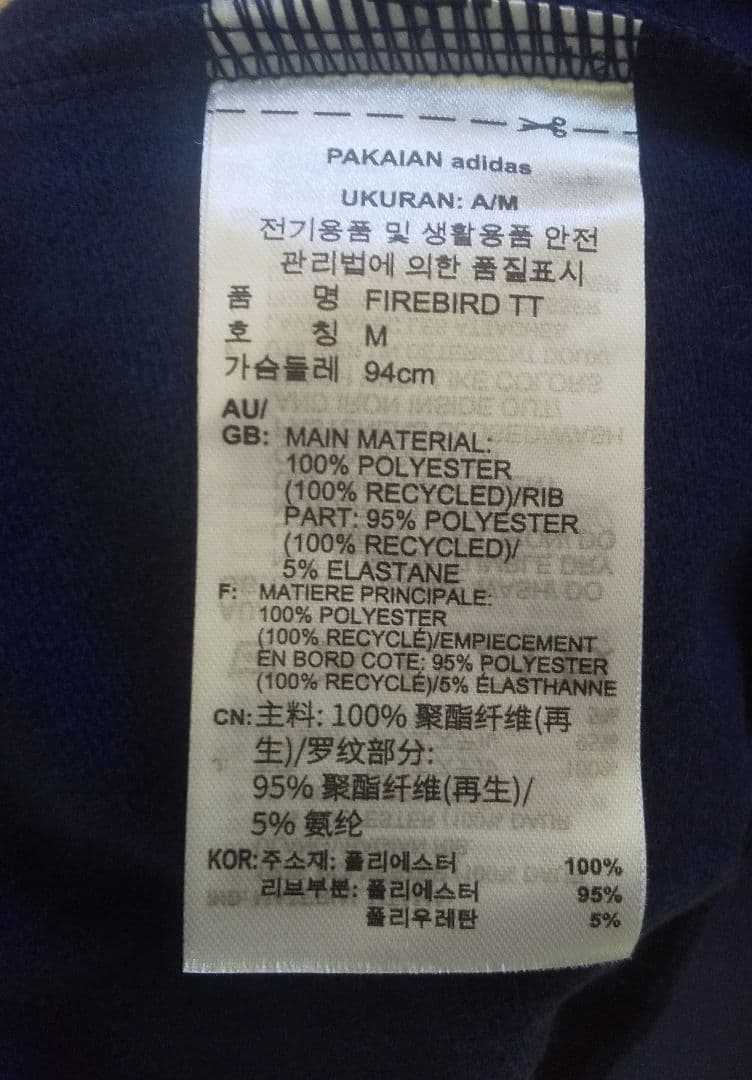 PAKAIAN adidas
UKURAN: A/M
전기용품 및 생활용품 안전
관리법에 의한 품질표시
품 명 FIREBIRD TT
호 칭 M
가슴둘레 94cm
AU/
GB: MAIN MATERIAL:
100% POLYESTER
(100% RECYCLED)/RIB
PART: 95% POLYESTER
(100% RECYCLED)/
5% ELASTANE
F: MATIERE PRINCIPALE:
100% POLYESTER
(100% RECYCLÉ)/EMPIECEMENT
EN BORD COTE: 95% POLYESTER
(100% RECYCLÉ)/5% ÉLASTHANNE
CN:主料: 100% 聚酯纤维(再
生)/罗纹部分:
95% 聚酯纤维(再生)/
5% 氨纶
KOR:주소재: 폴리에스터 100%
리브부분: 폴리에스터 95%
폴리우레탄 5%